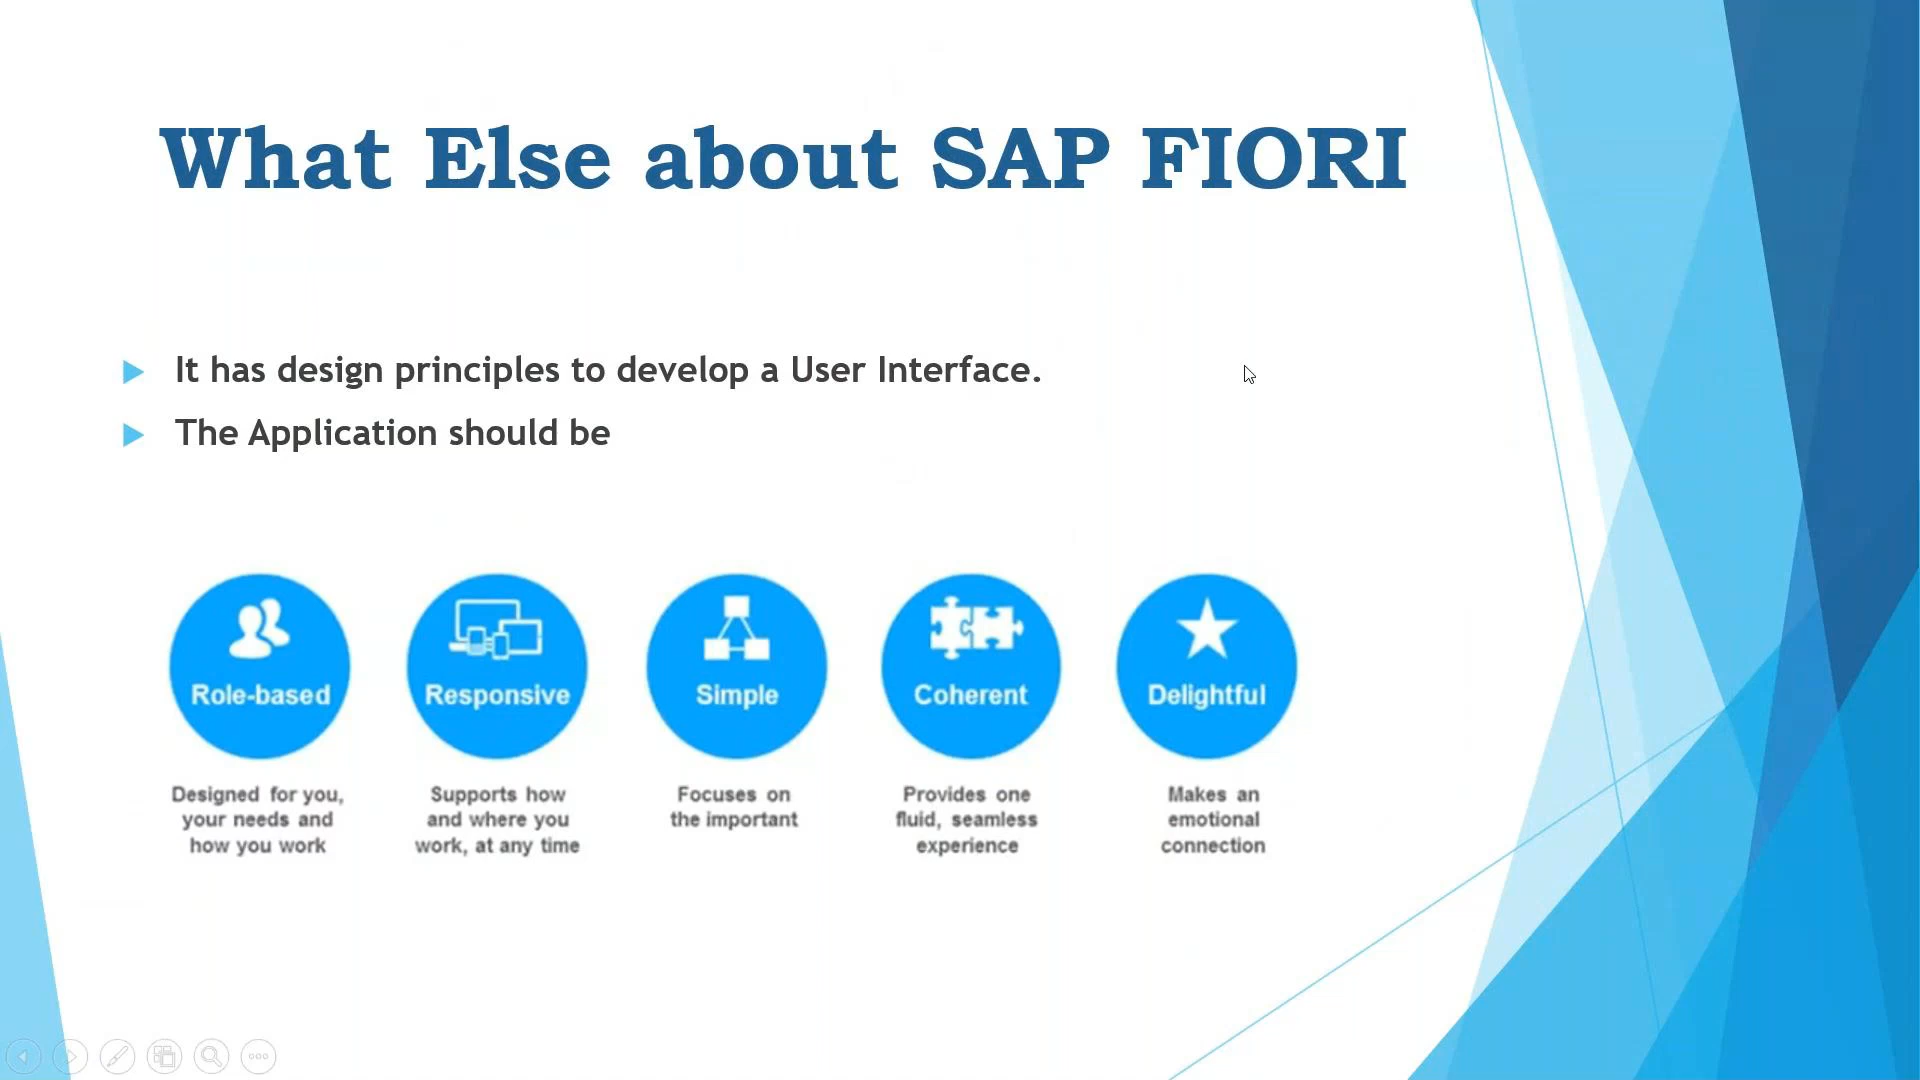 What Else about SAP FIORI
It has design principles to develop a User Interface.
The Application should be
Role-based
Responsive
Simple
Coherent
Delightful
Designed for you,
your needs and
how you work
Supports how
and where you
work, at any time
Focuses on
the important
Provides one
fluid, seamless
experience
Makes an
emotional
connection